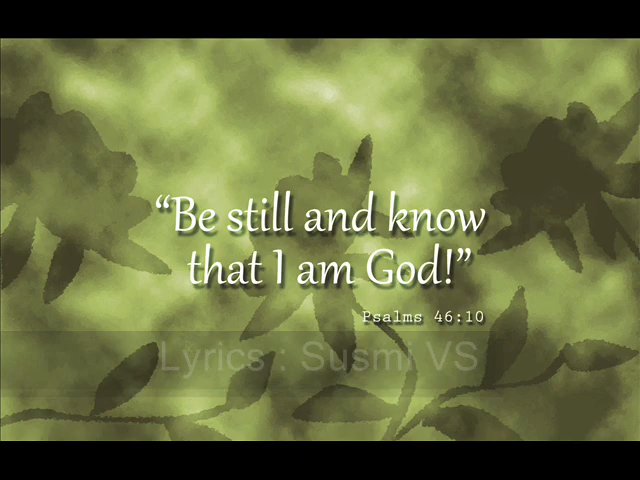 “Be still and know
that I am God!”
Psalms 46:10
Lyrics : Susmi VS